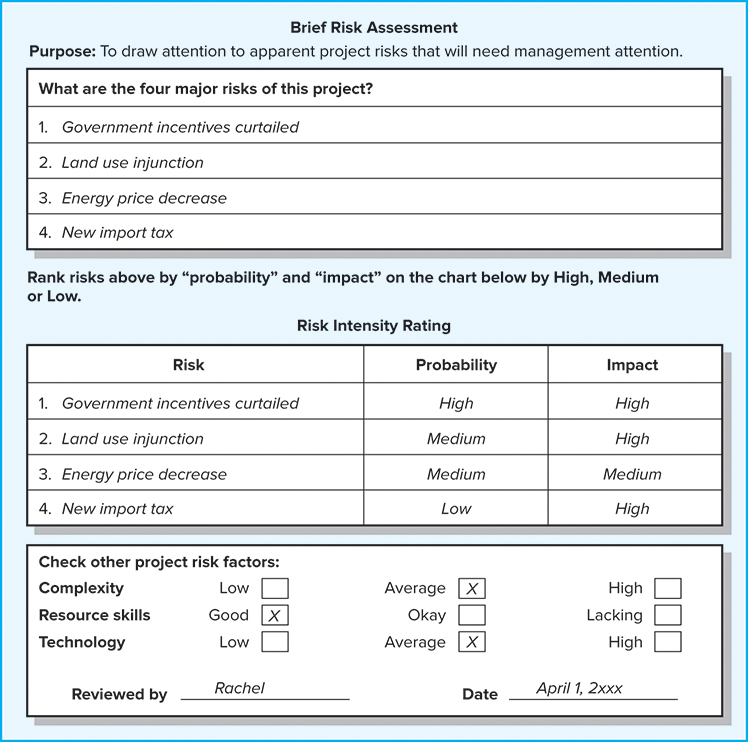 Brief Risk Assessment
Purpose: To draw attention to apparent project risks that will need management attention.
What are the four major risks of this project?
1. Government incentives curtailed
2. Land use injunction
3. Energy price decrease
4. New import tax
Rank risks above by “probability” and “impact” on the chart below by High, Medium
or Low.
Risk Intensity Rating
Risk Probability Impact
1. Government incentives curtailed High High
2. Land use injunction Medium High
3. Energy price decrease Medium Medium
4. New import tax Low High
Check other project risk factors:
Complexity Low Average X High
Resource skills Good X Okay Lacking
Technology Low Average X High
Reviewed by Rachel Date April 1, 2xxx